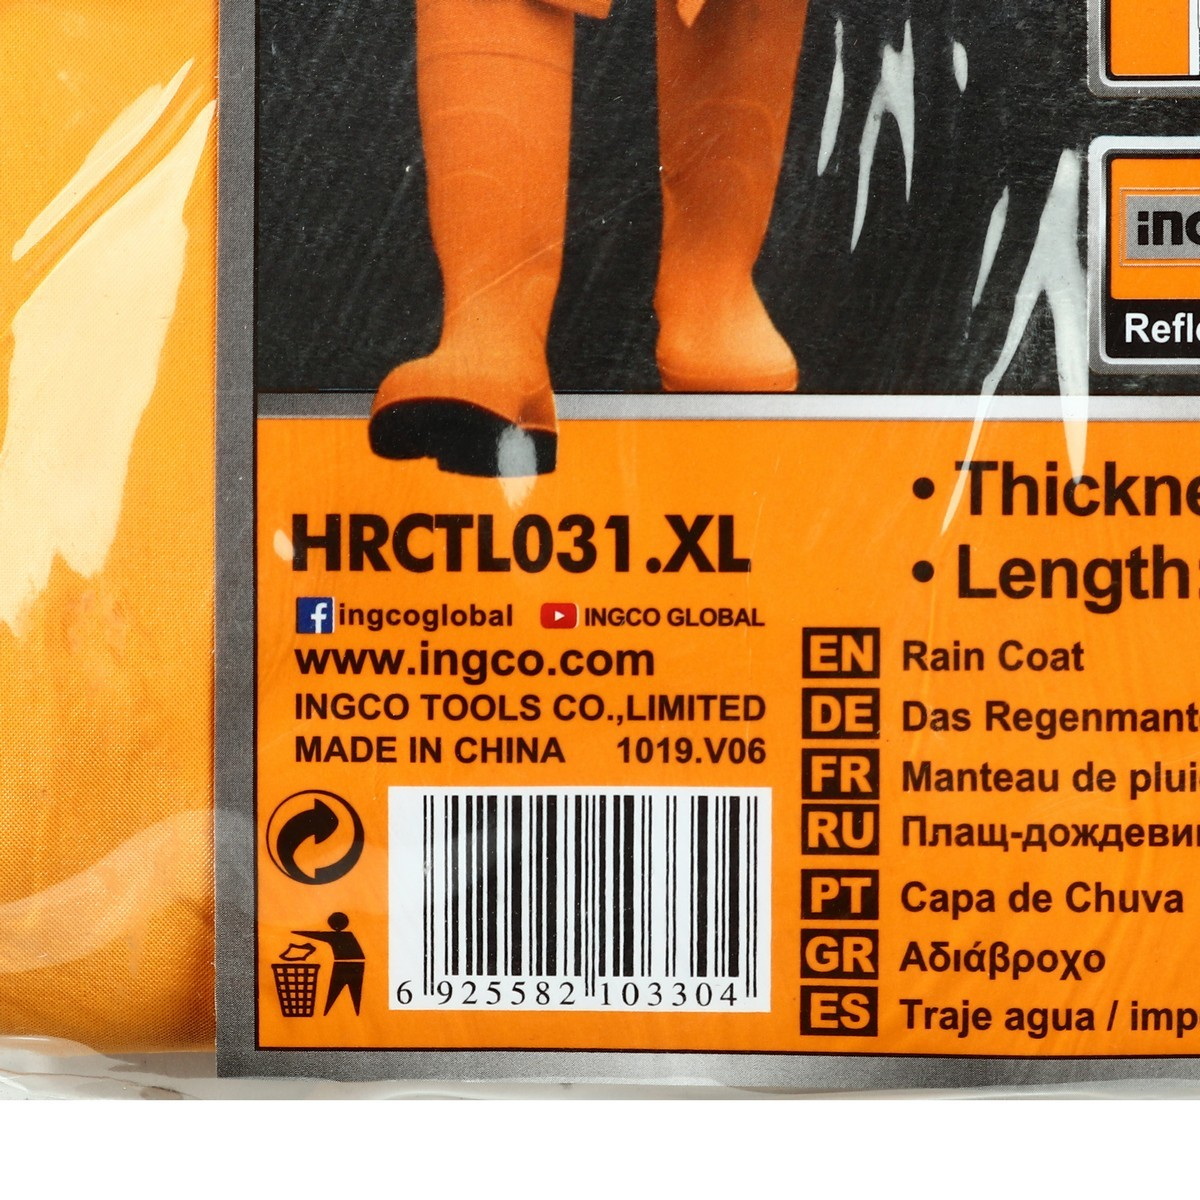 Thickne
Length:
HRCTL031.XL
ingcoglobal INGCO GLOBAL
www.ingco.com
INGCO TOOLS CO.,LIMITED
MADE IN CHINA 1019.V06
6 925582 103304
EN Rain Coat
DE Das Regenmant
FR Manteau de plui
RU Плащ-дождеви
PT Capa de Chuva
GR Αδιάβροχο
ES Traje agua / imp